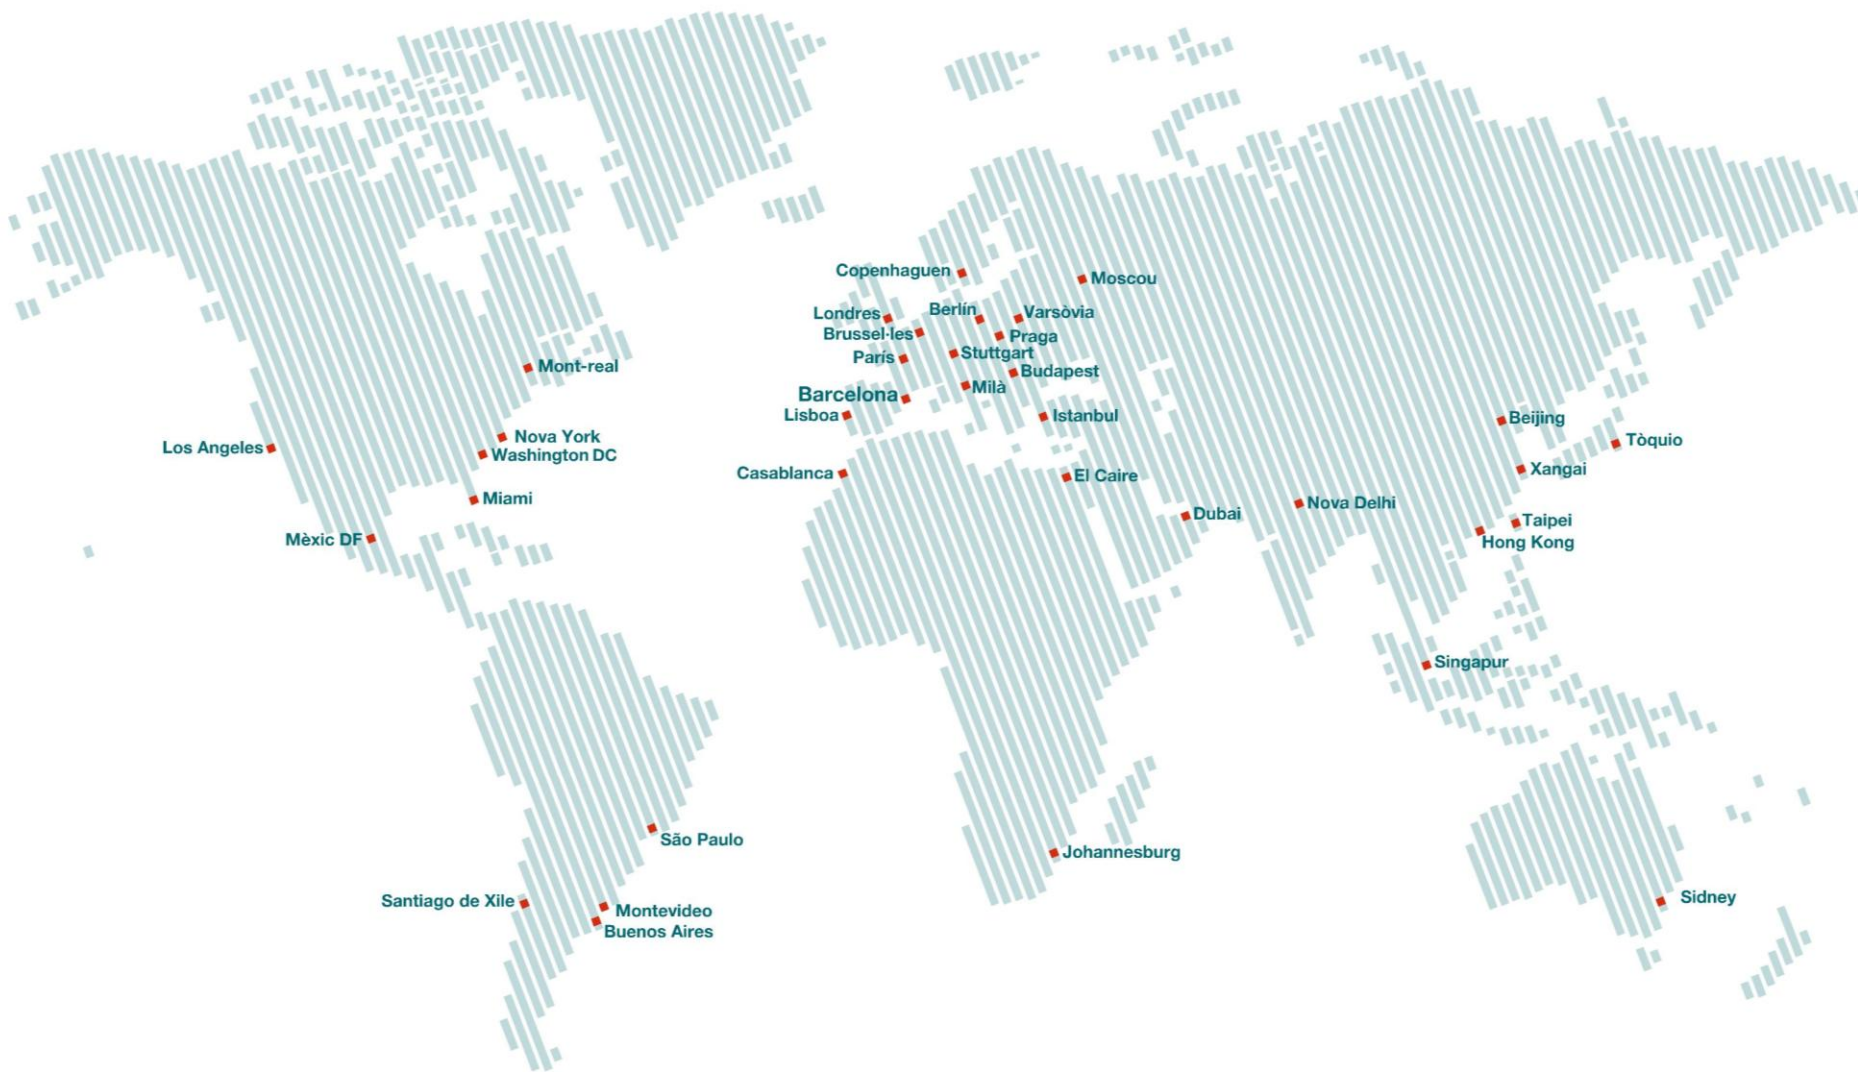 Copenhaguen
Moscou
Londres
Berlín
Varsòvia
Brussel·les
Praga
París
Stuttgart
Mont-real
Budapest
Milà
Barcelona
Lisboa
Istanbul
Beijing
Los Angeles
Nova York
Tòquio
Washington DC
Casablanca
El Caire
Xangai
Miami
Nova Delhi
Dubai
Taipei
Mèxic DF
Hong Kong
Singapur
São Paulo
Johannesburg
Santiago de Xile
Montevideo
Sidney
Buenos Aires